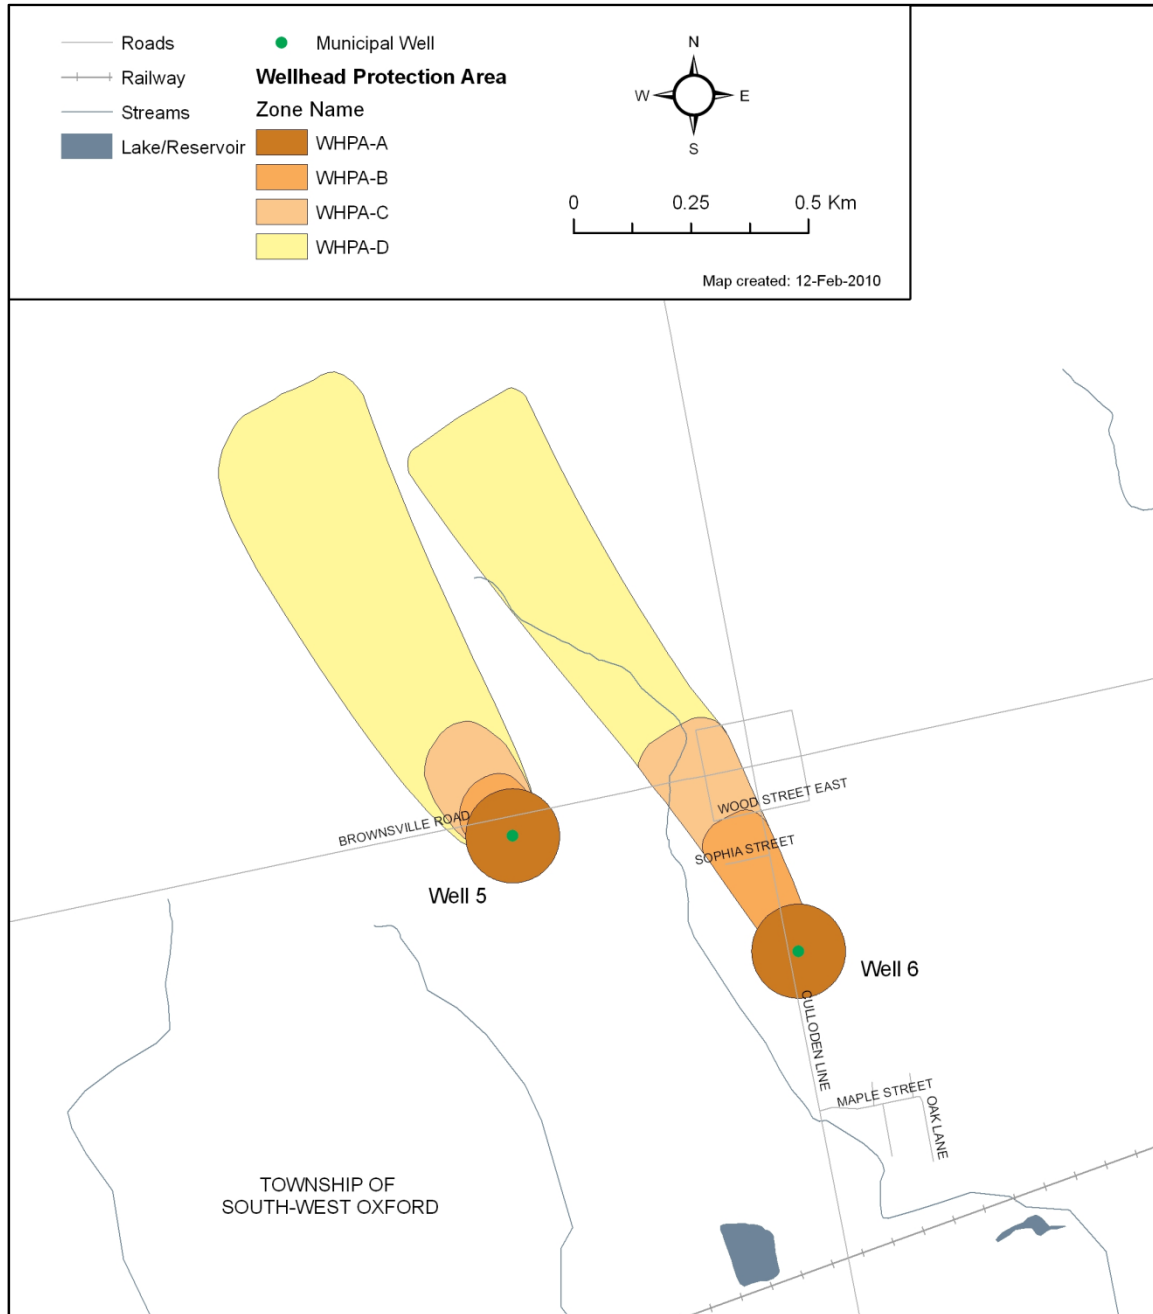 Roads
Railway
Streams
Lake/Reservoir
Municipal Well
Wellhead Protection Area
Zone Name
WHPA-A
WHPA-B
WHPA-C
WHPA-D
N
W
E
S
0 0.25 0.5 Km
Map created: 12-Feb-2010
WOOD STREET EAST
BROWNSVILLE ROAD
SOPHIA STREET
Well 5
Well 6
CULLODEN LINE
MAPLE STREET
OAK LANE
TOWNSHIP OF
SOUTH-WEST OXFORD